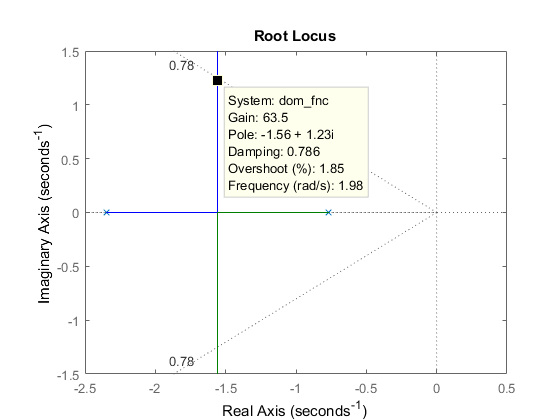 Root Locus
1.5
0.78
System: dom_fnc
Gain: 63.5
Pole: -1.56 + 1.23i
Damping: 0.786
Overshoot (%): 1.85
Frequency (rad/s): 1.98
1
0.5
0
-0.5
-1
0.78
-1.5
-2.5
-2
-1.5
-1
-0.5
0
0.5
Imaginary Axis (seconds-1)
Real Axis (seconds-1)